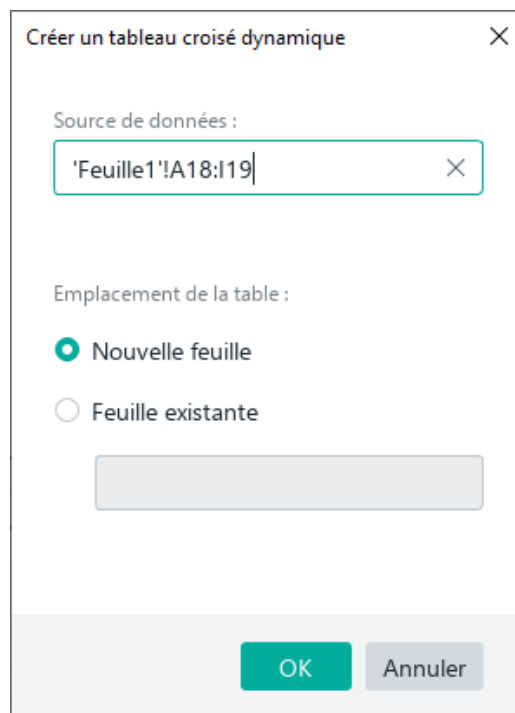 Créer un tableau croisé dynamique
Source de données :
'Feuille1'!A18:I19
Emplacement de la table :
Nouvelle feuille
Feuille existante
OK Annuler